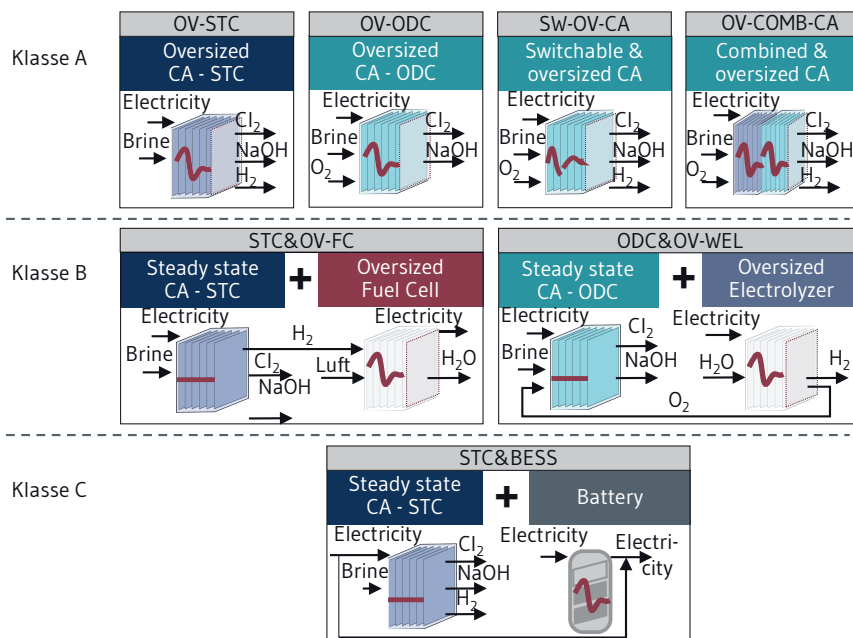 Klasse A
OV-STC
Oversized
CA - STC
Electricity
Brine
Cl2
NaOH
H2
OV-ODC
Oversized
CA - ODC
Electricity
Brine
O2
Cl2
NaOH
SW-OV-CA
Switchable &
oversized CA
Electricity
Brine
O2
Cl2
NaOH
H2
OV-COMB-CA
Combined &
oversized CA
Electricity
Brine
O2
Cl2
NaOH
H2
Klasse B
STC&OV-FC
Steady state
CA - STC
+
Oversized
Fuel Cell
Electricity
Brine
H2
Cl2
NaOH
Electricity
Luft
H2O
ODC&OV-WEL
Steady state
CA - ODC
+
Oversized
Electrolyzer
Electricity
Brine
Cl2
NaOH
Electricity
H2O
H2
O2
Klasse C
STC&BESS
Steady state
CA - STC
+
Battery
Electricity
Brine
Cl2
NaOH
H2
Electricity
Electri-
city